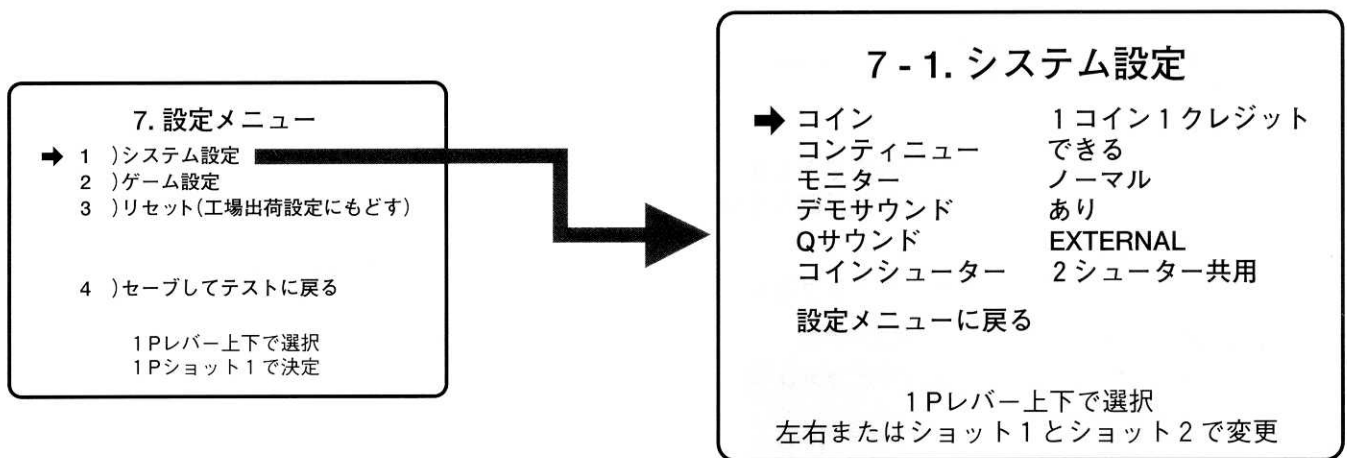 7. 設定メニュー
➡ 1 )システム設定
2 )ゲーム設定
3 )リセット(工場出荷設定にもどす)
4 )セーブしてテストに戻る
1Pレバー上下で選択
1Pショット1で決定
7 - 1. システム設定
➡ コイン 1コイン1クレジット
コンティニュー できる
モニター ノーマル
デモサウンド あり
Qサウンド EXTERNAL
コインシューター 2シューター共用
設定メニューに戻る
1Pレバー上下で選択
左右またはショット1とショット2で変更